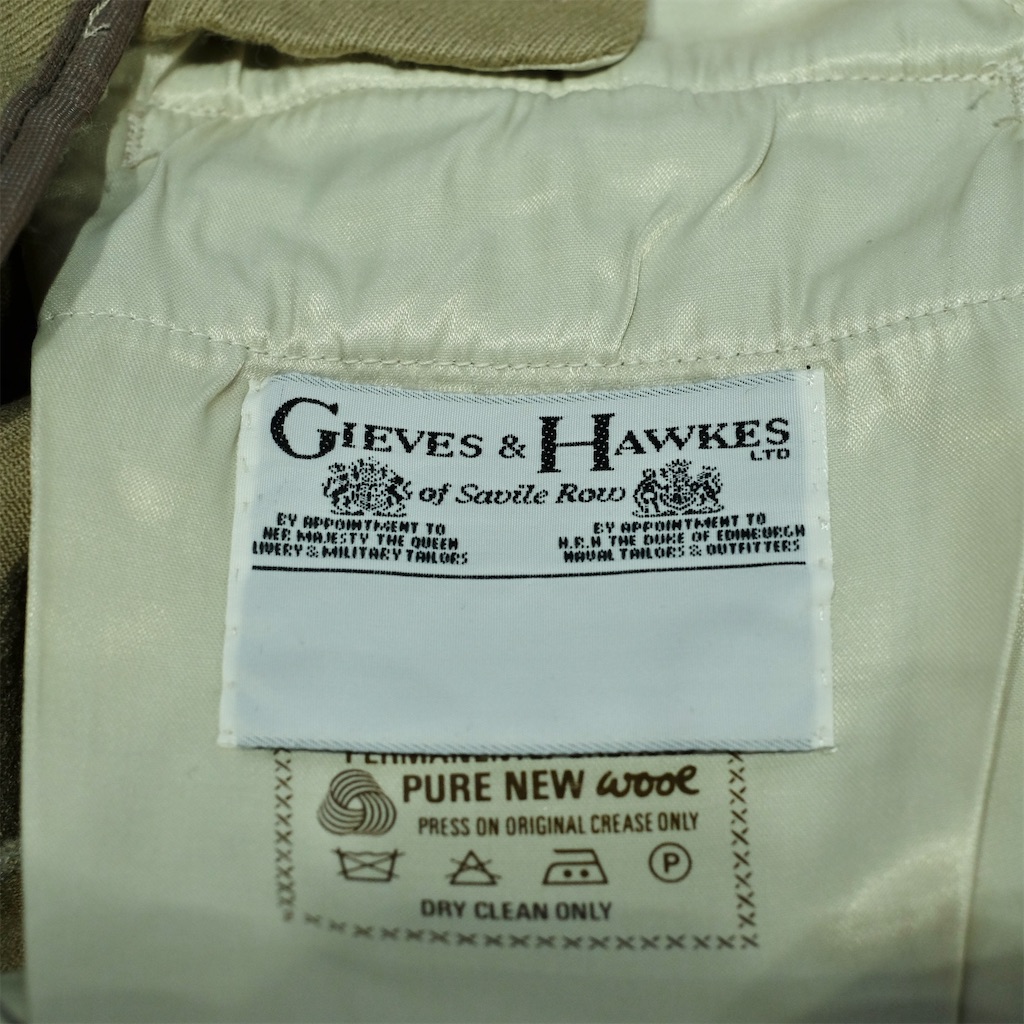 GIEVES & HAWKES
LTD
of Savile Row
BY APPOINTMENT TO
HER MAJESTY THE QUEEN
LIVERY & MILITARY TAILORS
BY APPOINTMENT TO
H.R.H THE DUKE OF EDINBURGH
NAVAL TAILORS & OUTFITTERS
PERMANENTLY
PURE NEW wool
PRESS ON ORIGINAL CREASE ONLY
P
DRY CLEAN ONLY